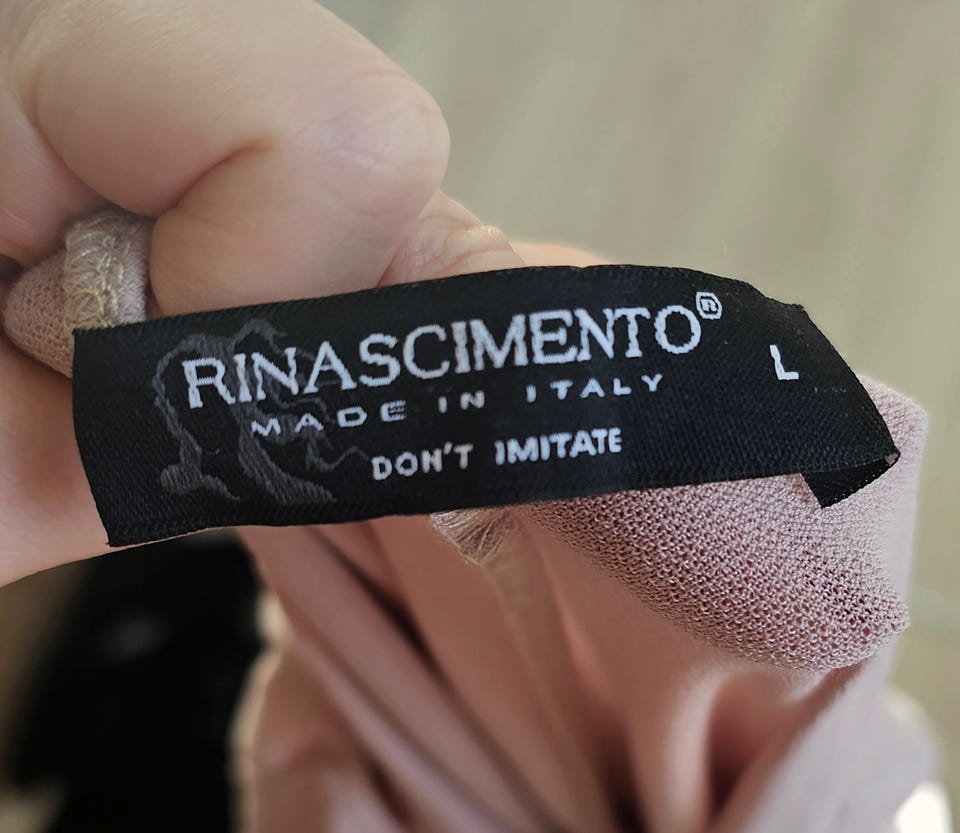 RINASCIMENTO®
MADE IN ITALY
DON'T IMITATE
L